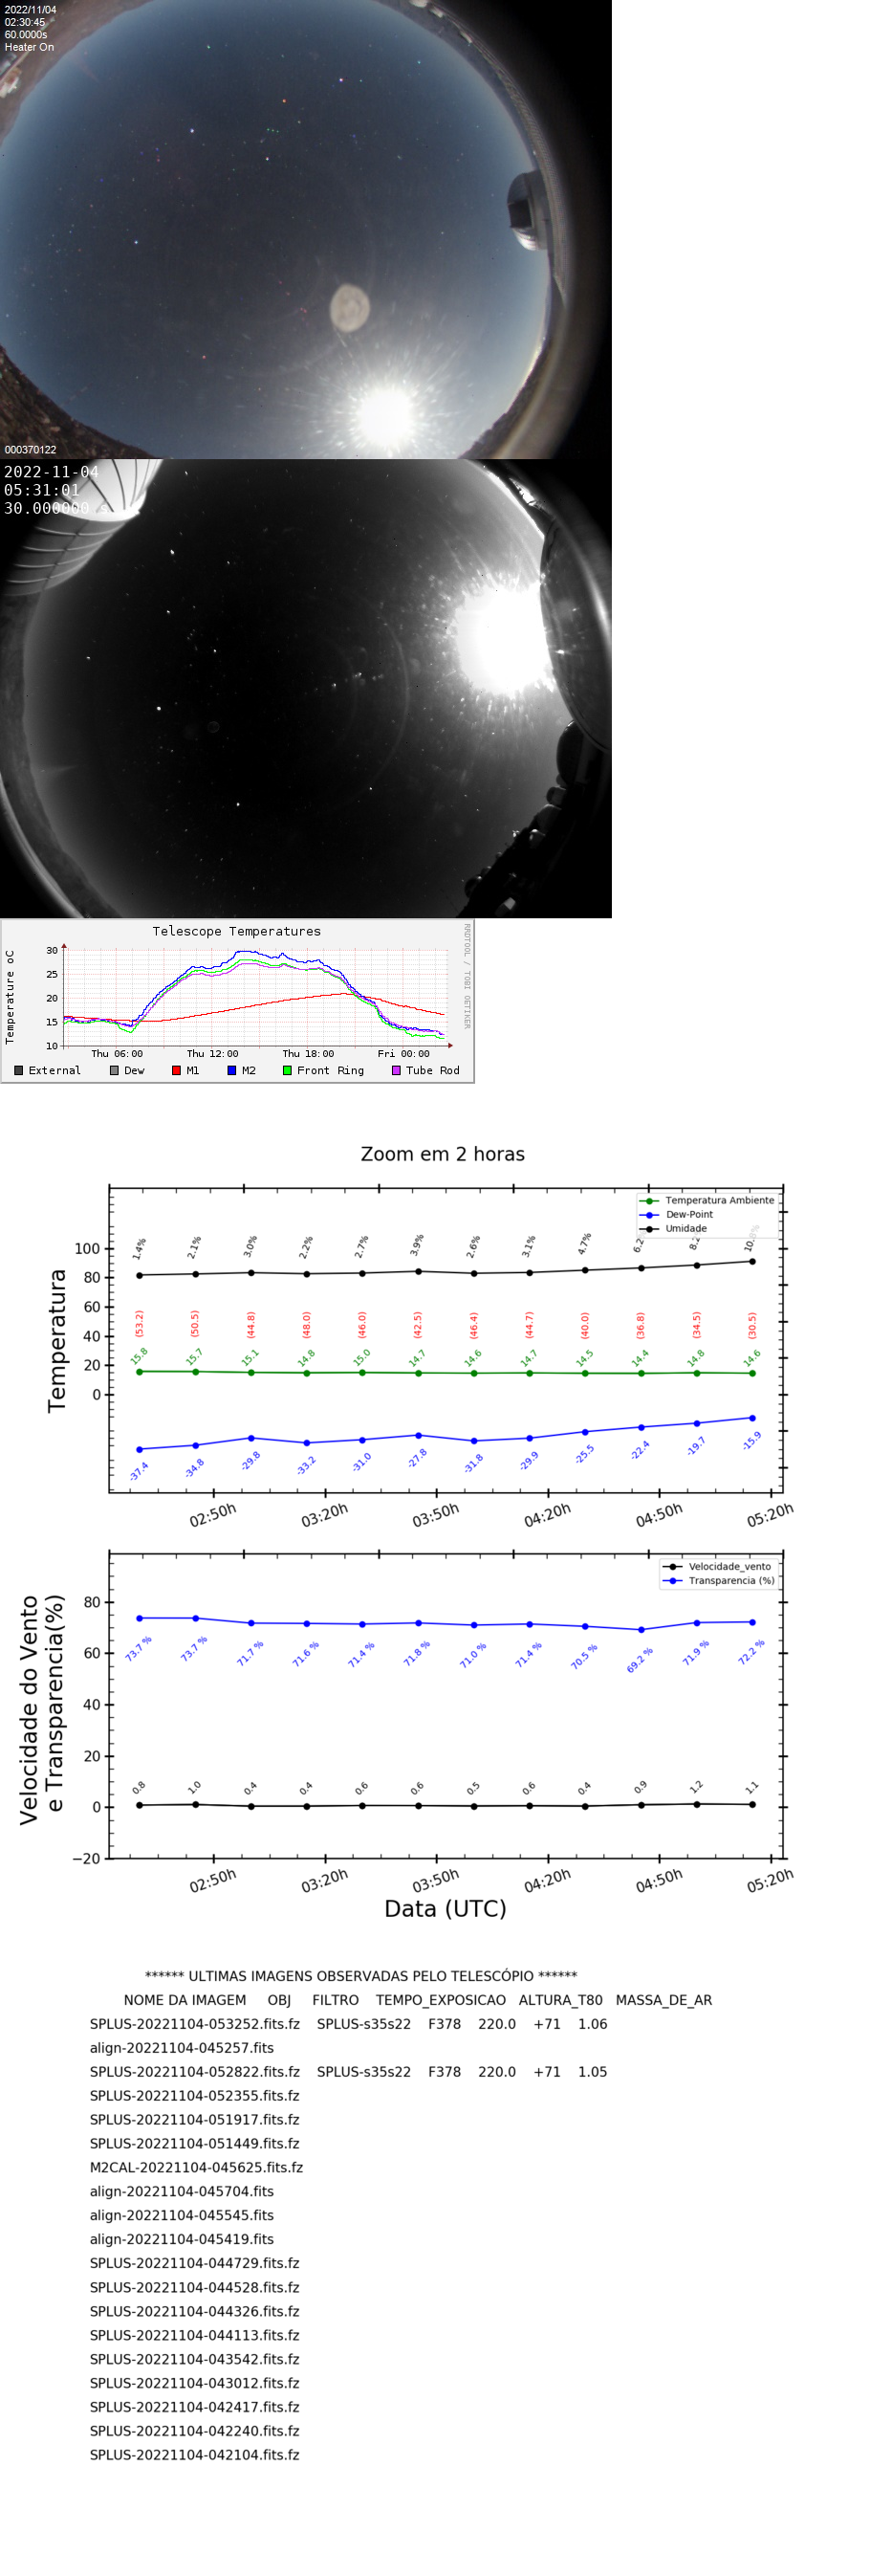 2022/11/04
02:30:45
60.0000s
Heater On
000370122
2022-11-04
05:31:01
30.000000 s
Telescope Temperatures
RRDTOOL / TOBI OETIKER
Temperature oC
30
25
20
15
10
Thu 06:00 Thu 12:00 Thu 18:00 Fri 00:00
External Dew M1 M2 Front Ring Tube Rod
Zoom em 2 horas
Temperatura Ambiente
Dew-Point
Umidade
Temperatura
100
80
60
40
20
0
1.4% 2.1% 3.0% 2.2% 2.7% 3.9% 2.6% 3.1% 4.7%
(53.2) (50.5) (44.8) (48.0) (46.0) (42.5) (46.4) (44.7) (40.0) (36.8) (34.5) (30.5)
15.8 15.7 15.1 14.8 15.0 14.7 14.6 14.7 14.5 14.4 14.8 14.6
-37.4 -34.8 -29.8 -33.2 -31.0 -27.8 -31.8 -29.9 -25.5 -22.4 -19.7 -15.9
02:50h 03:20h 03:50h 04:20h 04:50h 05:20h
Velocidade_vento
Transparencia (%)
Velocidade do Vento
e Transparencia(%)
80
60
40
20
0
−20
73.7 % 73.7 % 71.7 % 71.6 % 71.4 % 71.8 % 71.0 % 71.4 % 70.5 % 69.2 % 71.9 % 72.2 %
0.8 1.0 0.4 0.4 0.6 0.6 0.5 0.6 0.4 0.9 1.2 1.1
02:50h 03:20h 03:50h 04:20h 04:50h 05:20h
Data (UTC)
****** ULTIMAS IMAGENS OBSERVADAS PELO TELESCÓPIO ******
NOME DA IMAGEM OBJ FILTRO TEMPO_EXPOSICAO ALTURA_T80 MASSA_DE_AR
SPLUS-20221104-053252.fits.fz SPLUS-s35s22 F378 220.0 +71 1.06
align-20221104-045257.fits
SPLUS-20221104-052822.fits.fz SPLUS-s35s22 F378 220.0 +71 1.05
SPLUS-20221104-052355.fits.fz
SPLUS-20221104-051917.fits.fz
SPLUS-20221104-051449.fits.fz
M2CAL-20221104-045625.fits.fz
align-20221104-045704.fits
align-20221104-045545.fits
align-20221104-045419.fits
SPLUS-20221104-044729.fits.fz
SPLUS-20221104-044528.fits.fz
SPLUS-20221104-044326.fits.fz
SPLUS-20221104-044113.fits.fz
SPLUS-20221104-043542.fits.fz
SPLUS-20221104-043012.fits.fz
SPLUS-20221104-042417.fits.fz
SPLUS-20221104-042240.fits.fz
SPLUS-20221104-042104.fits.fz